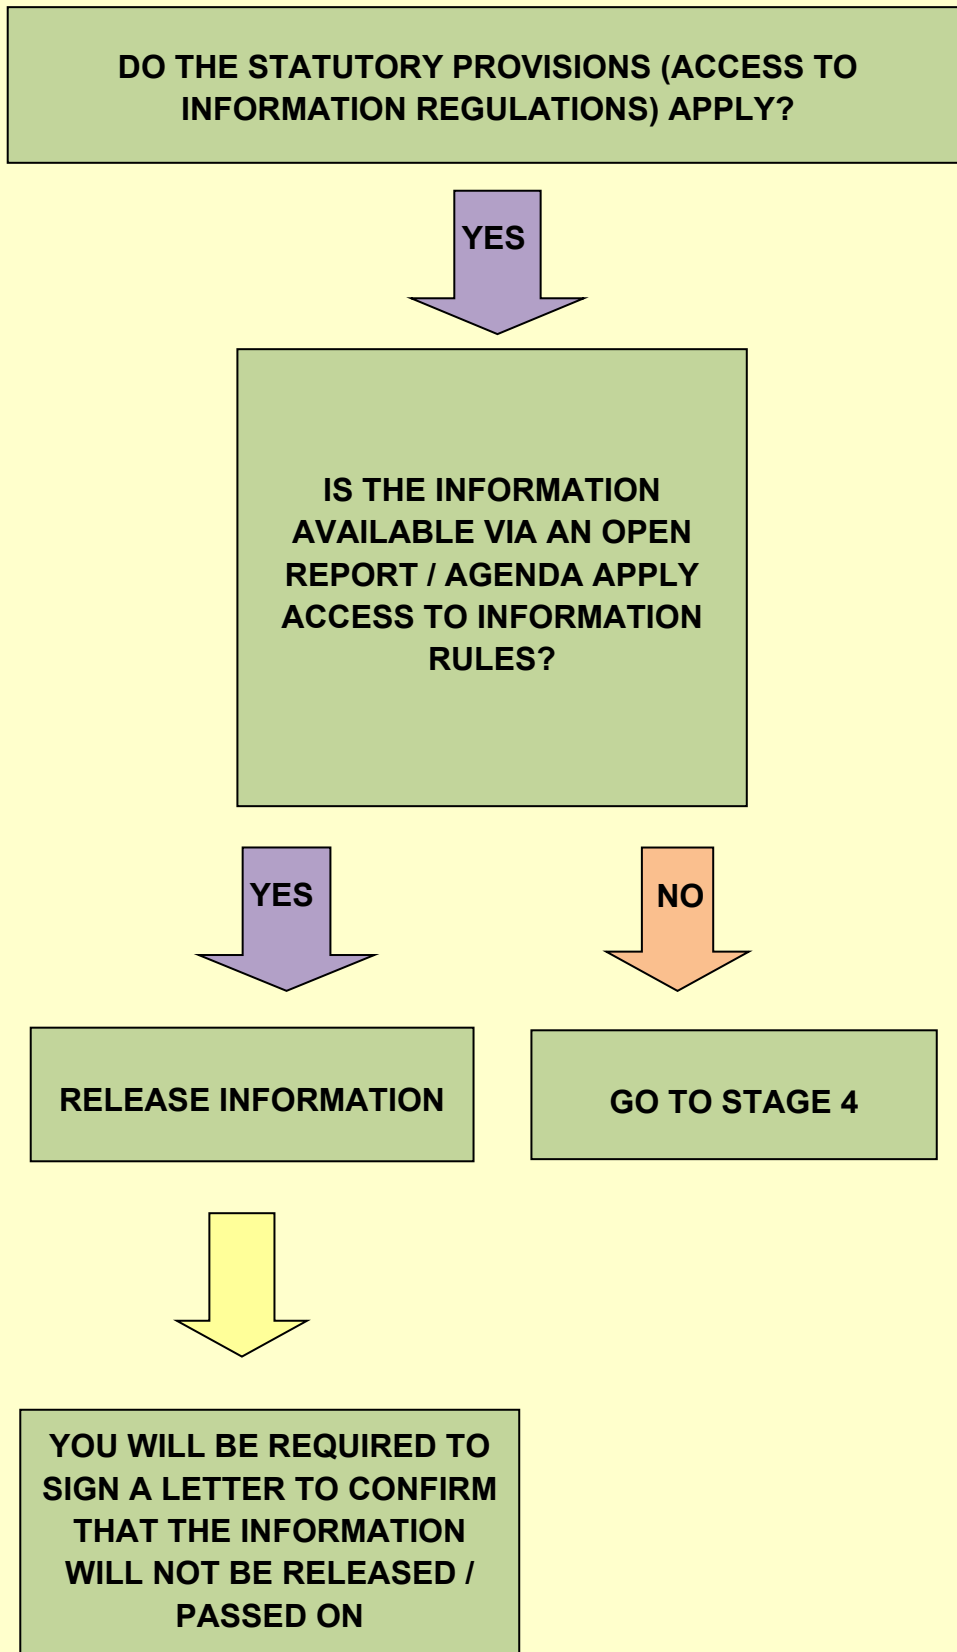 DO THE STATUTORY PROVISIONS (ACCESS TO
INFORMATION REGULATIONS) APPLY?
YES
IS THE INFORMATION
AVAILABLE VIA AN OPEN
REPORT / AGENDA APPLY
ACCESS TO INFORMATION
RULES?
YES
NO
RELEASE INFORMATION
GO TO STAGE 4
YOU WILL BE REQUIRED TO
SIGN A LETTER TO CONFIRM
THAT THE INFORMATION
WILL NOT BE RELEASED /
PASSED ON